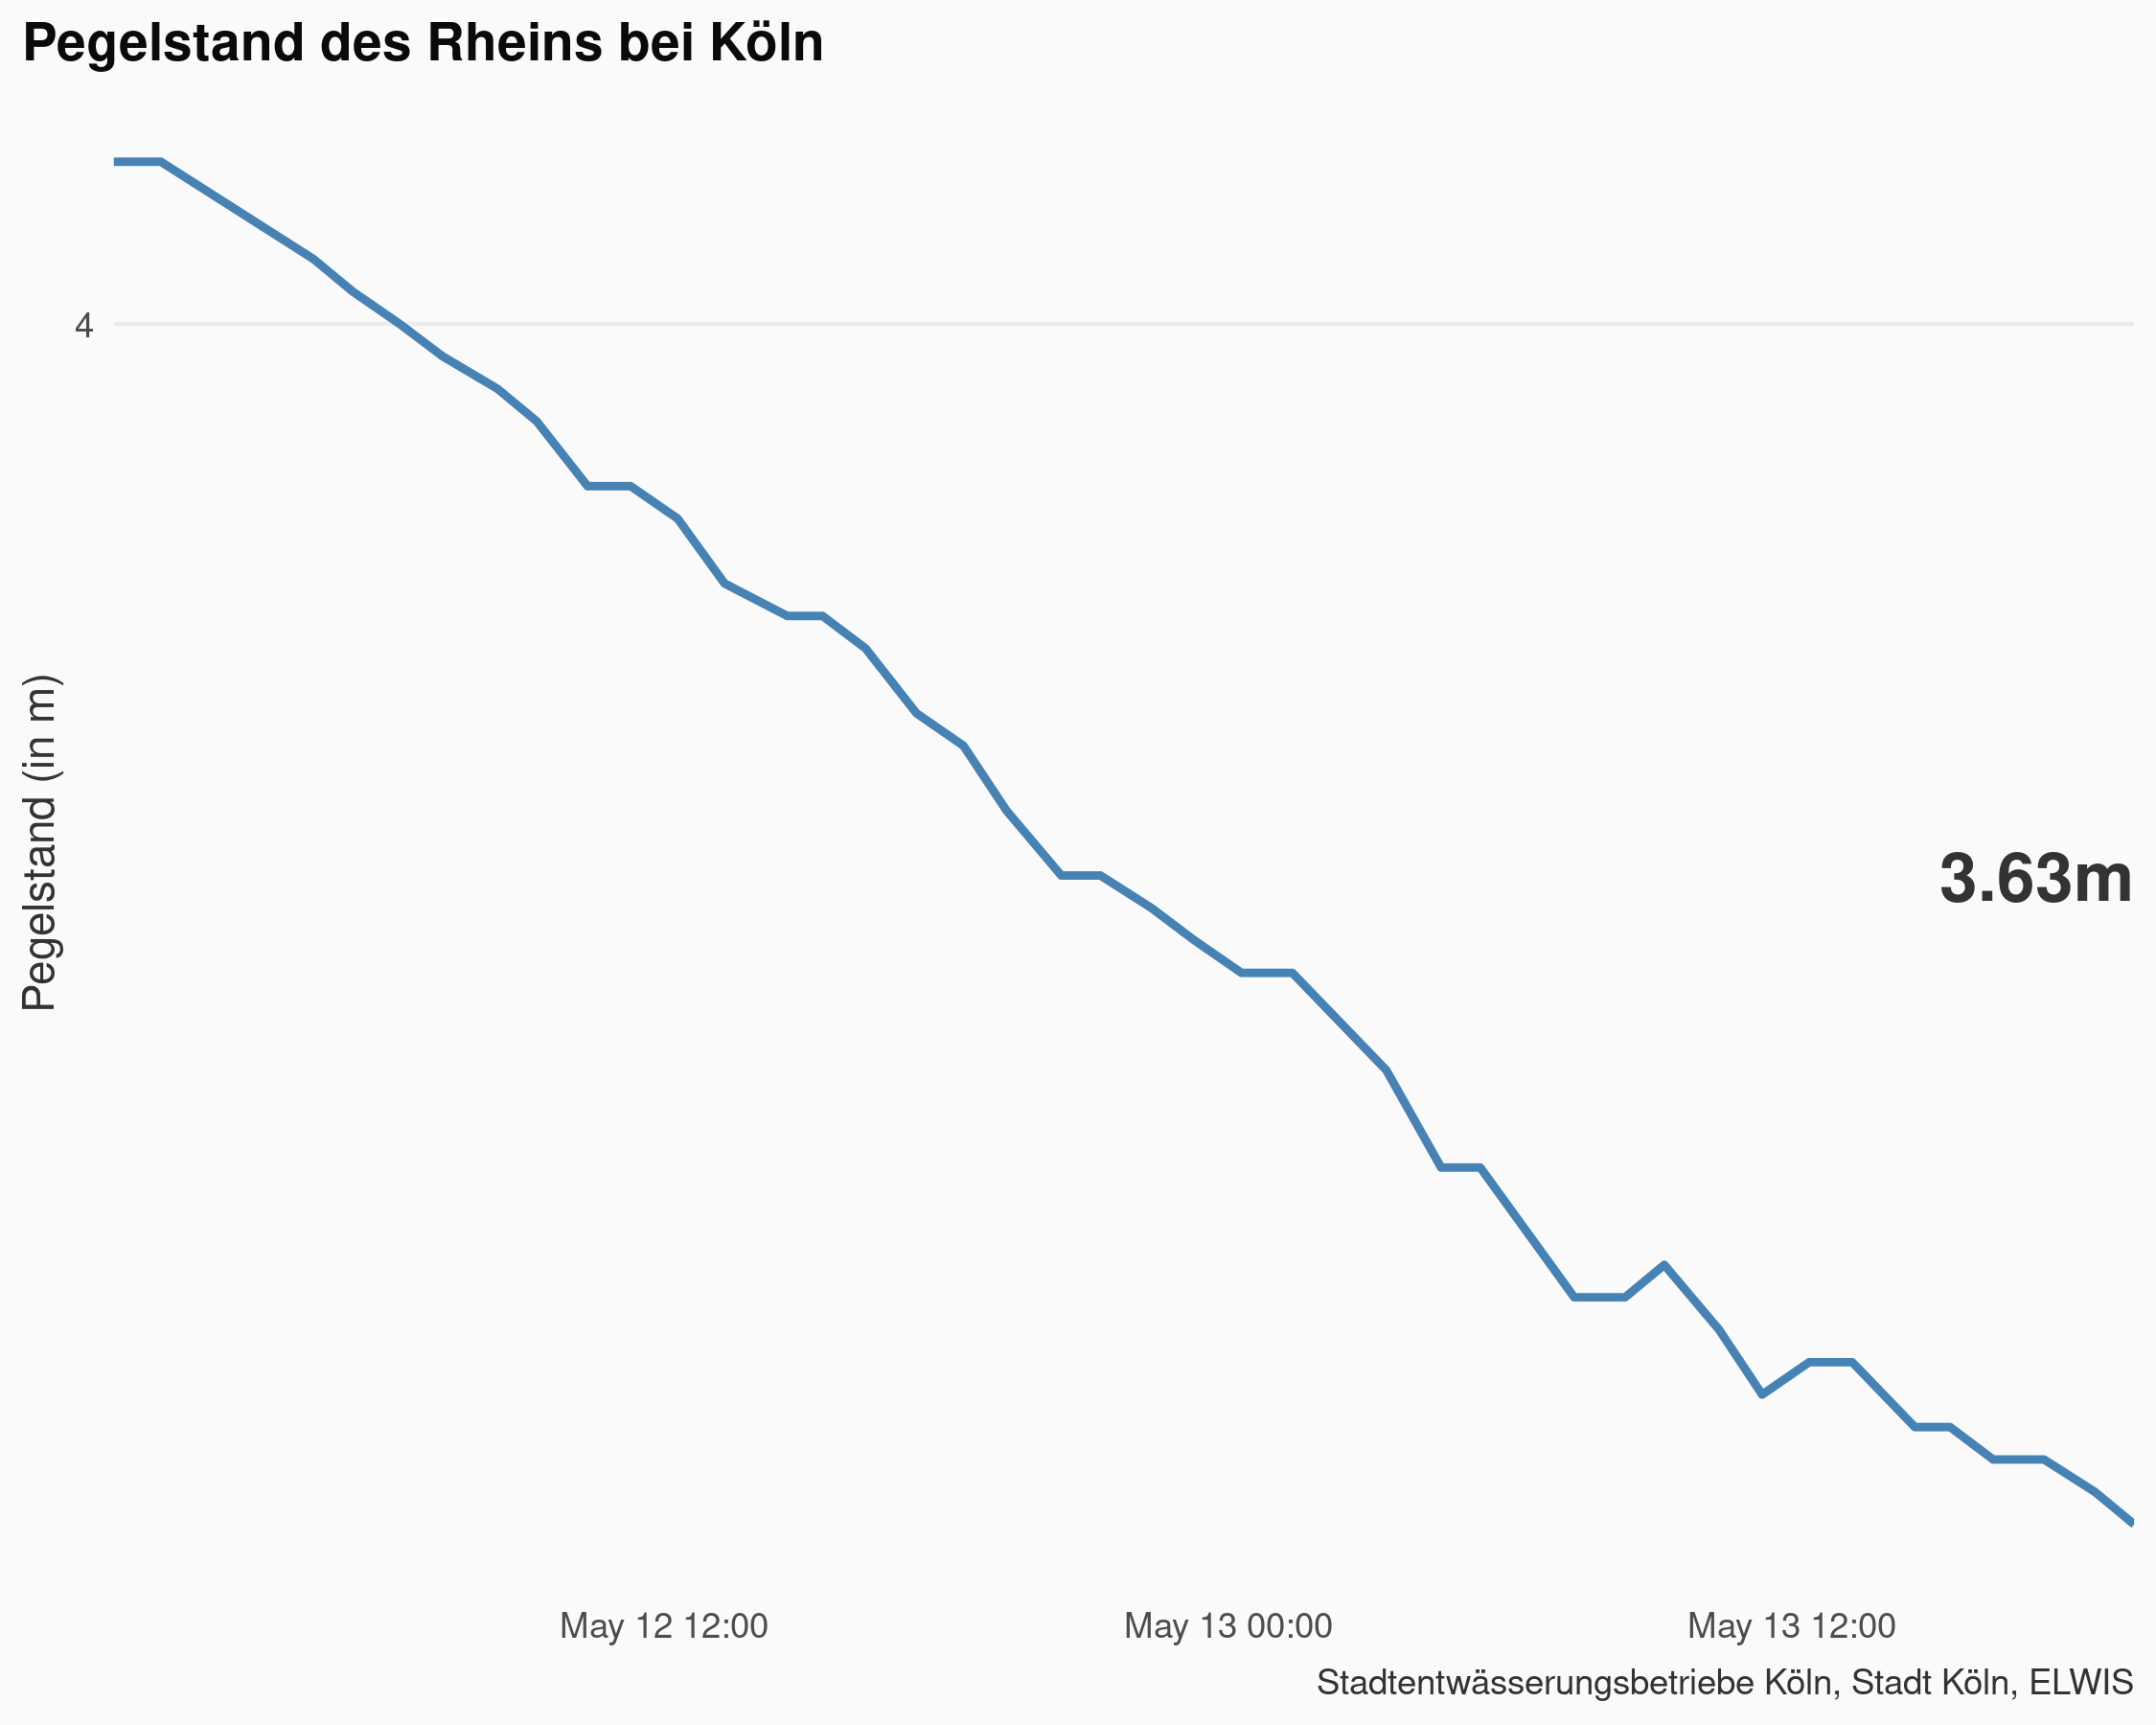 Pegelstand des Rheins bei Köln
4
Pegelstand (in m)
3.63m
May 12 12:00
May 13 00:00
May 13 12:00
Stadtentwässerungsbetriebe Köln, Stadt Köln, ELWIS